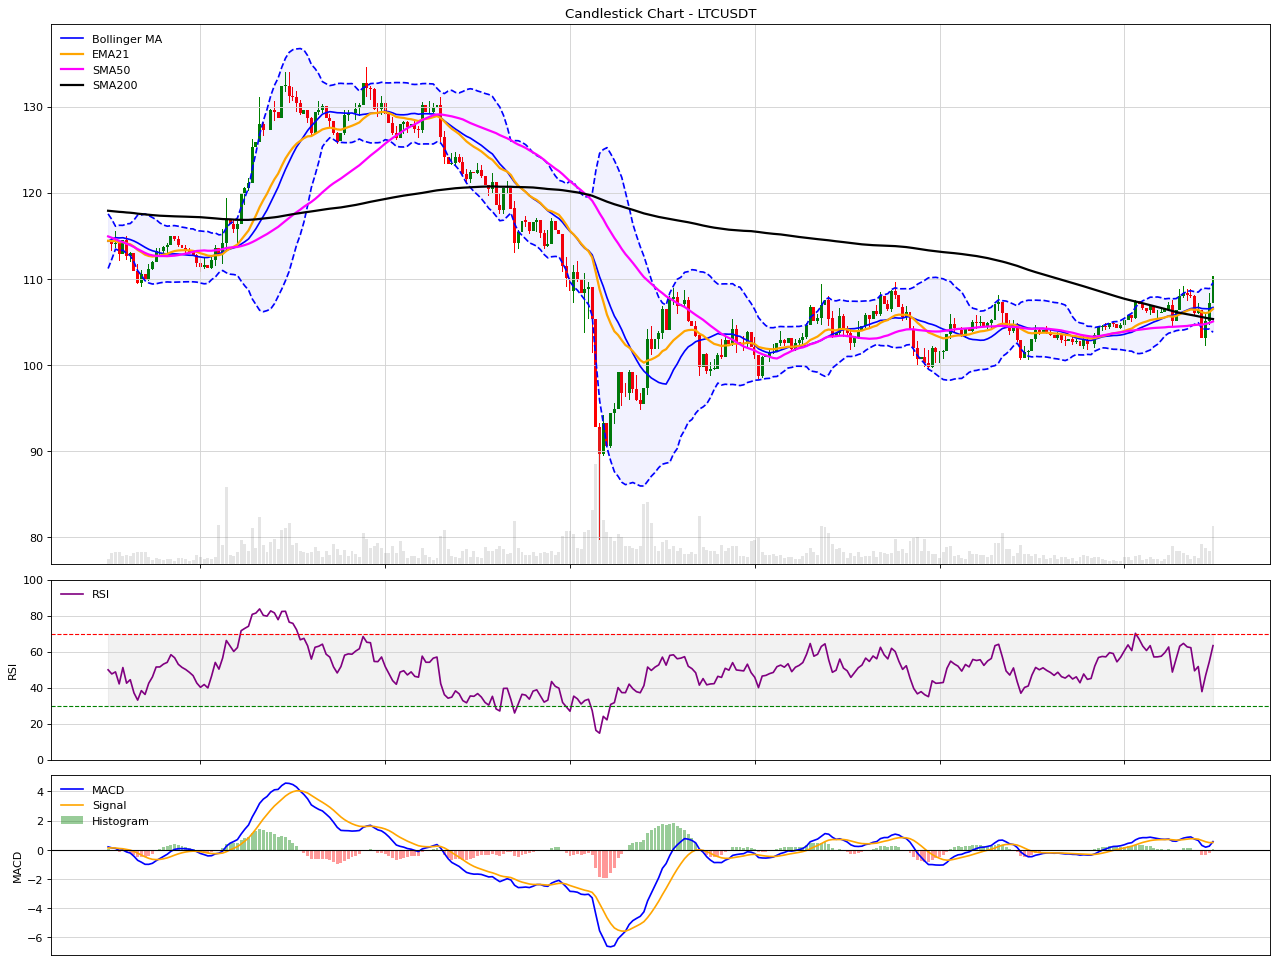 Candlestick Chart - LTCUSDT
Bollinger MA
EMA21
SMA50
SMA200
130
120
110
100
90
80
RSI
100
80
60
40
20
0
RSI
MACD
Signal
Histogram
4
2
0
−2
−4
−6
MACD